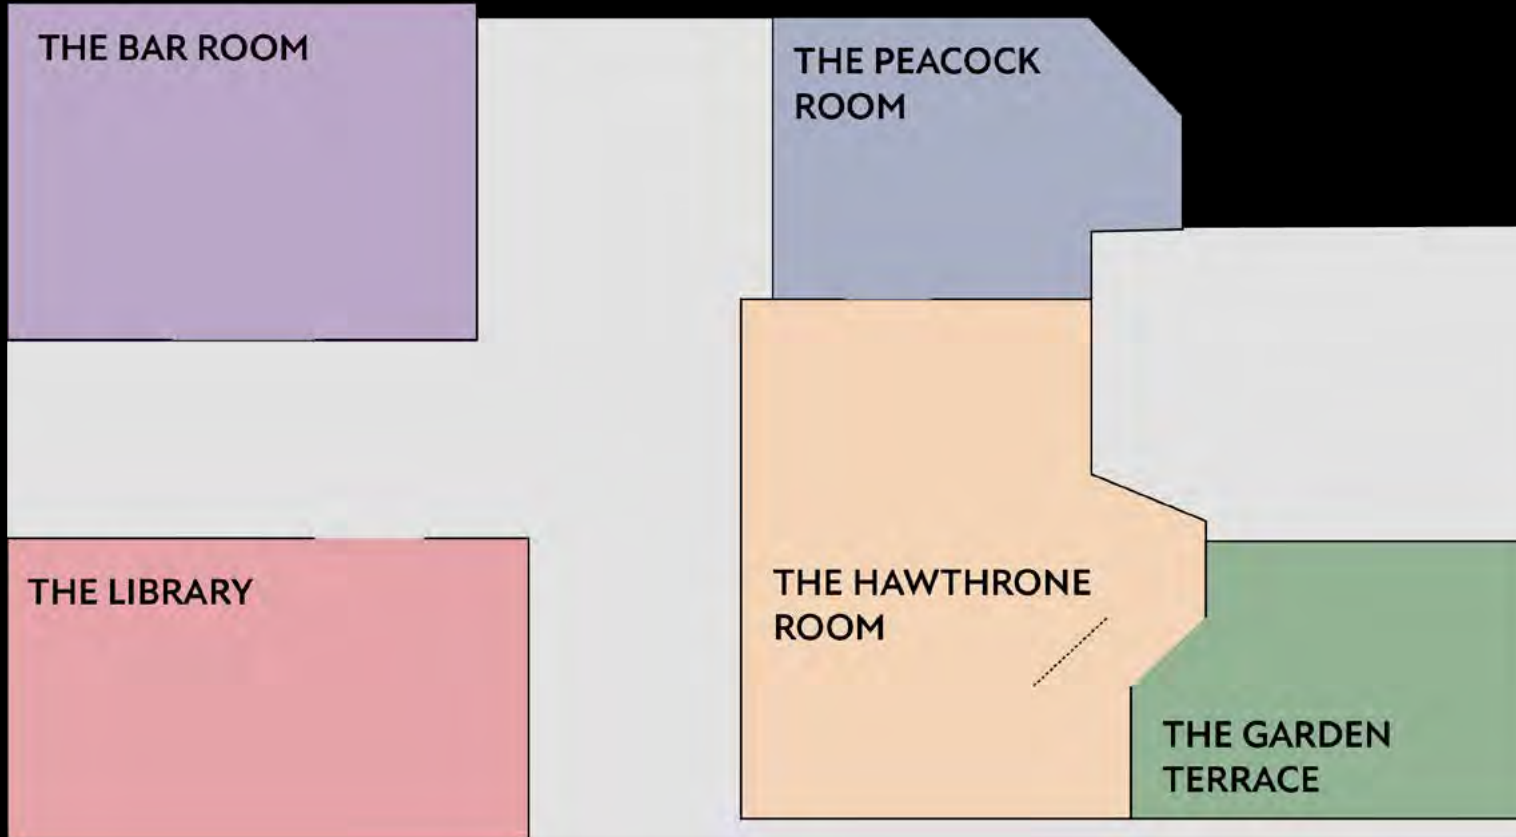 THE BAR ROOM
THE PEACOCK
ROOM
THE LIBRARY
THE HAWTHRONE
ROOM
THE GARDEN
TERRACE